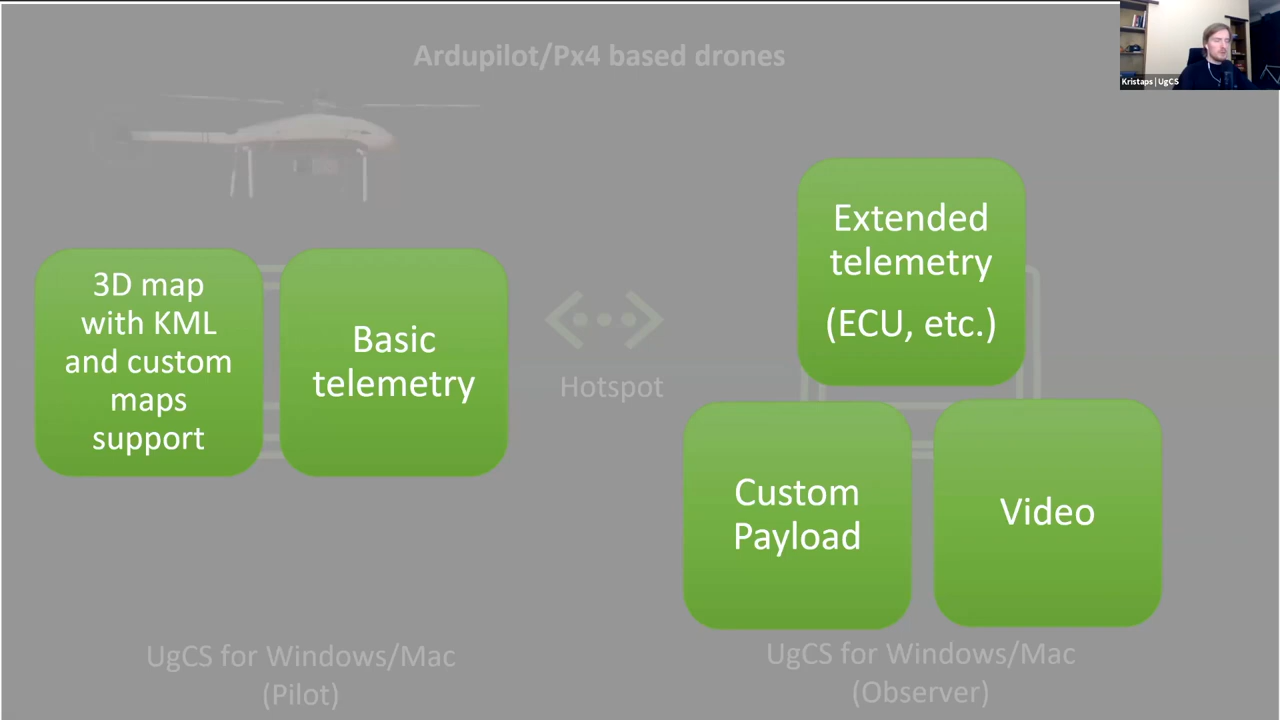 Ardupilot/Px4 based drones
Kristaps | UgCS
3D map
with KML
and custom
maps
support
Basic
telemetry
Hotspot
Extended
telemetry
(ECU, etc.)
Custom
Payload
Video
UgCS for Windows/Mac
(Pilot)
UgCS for Windows/Mac
(Observer)